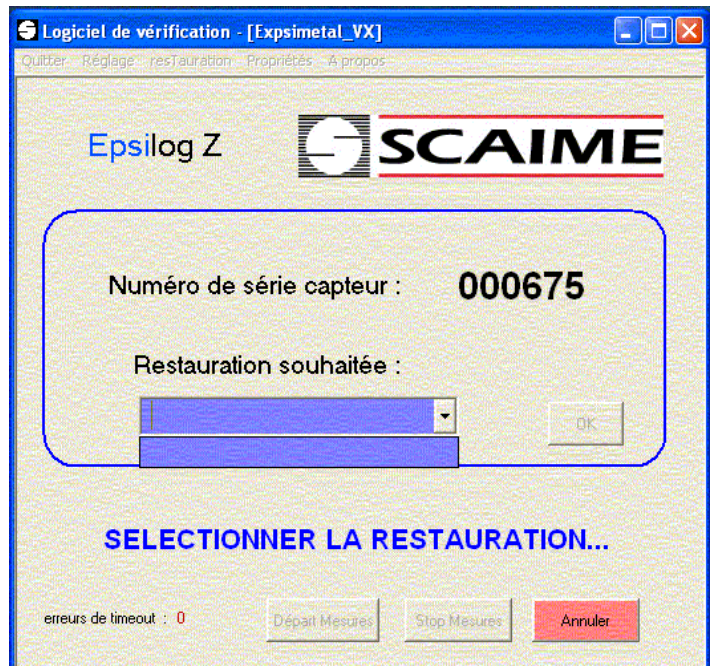 Logiciel de vérification - [Expsimetal_VX]
Quitter Réglage resTauration Propriétés A propos
Epsilog Z
SCAIME
Numéro de série capteur : 000675
Restauration souhaitée :
OK
SELECTIONNER LA RESTAURATION...
erreurs de timeout : 0 Départ Mesures Stop Mesures Annuler